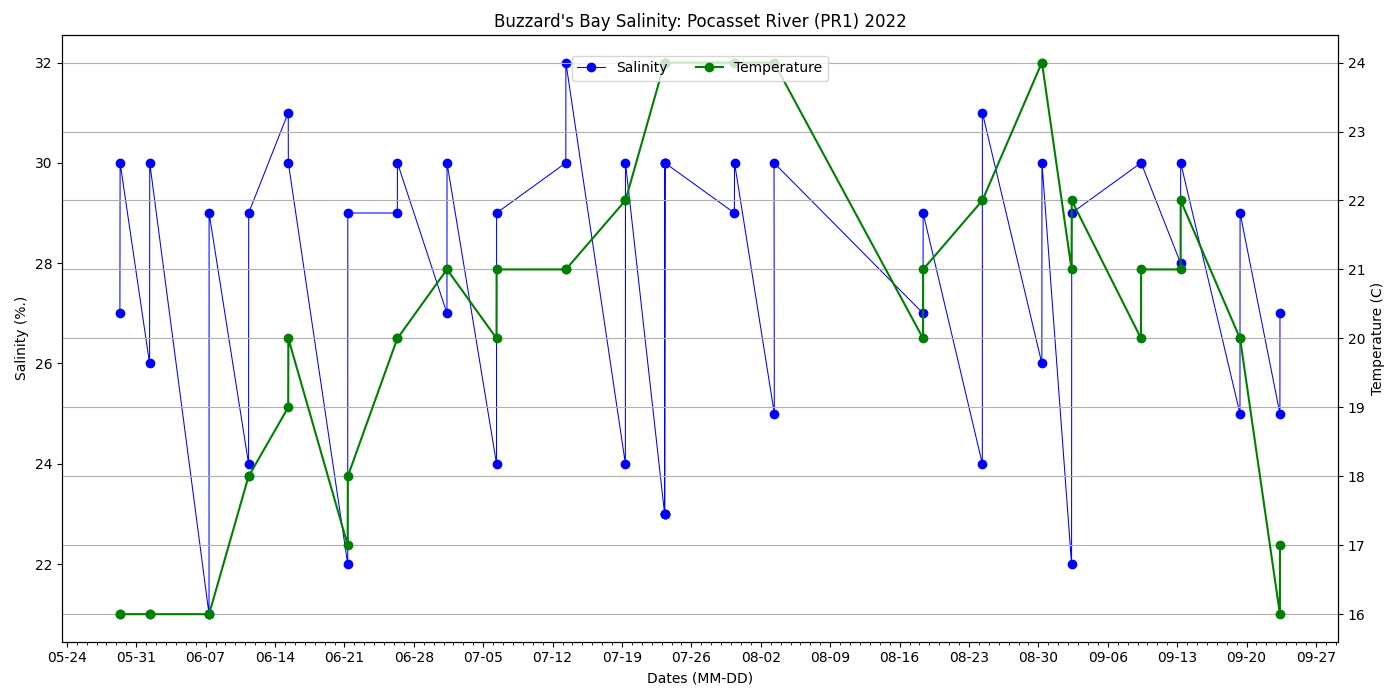 Buzzard's Bay Salinity: Pocasset River (PR1) 2022
Salinity Temperature
32
30
28
26
24
22
Salinity (%.)
24
23
22
21
20
19
18
17
16
Temperature (C)
05-24 05-31 06-07 06-14 06-21 06-28 07-05 07-12 07-19 07-26 08-02 08-09 08-16 08-23 08-30 09-06 09-13 09-20 09-27
Dates (MM-DD)